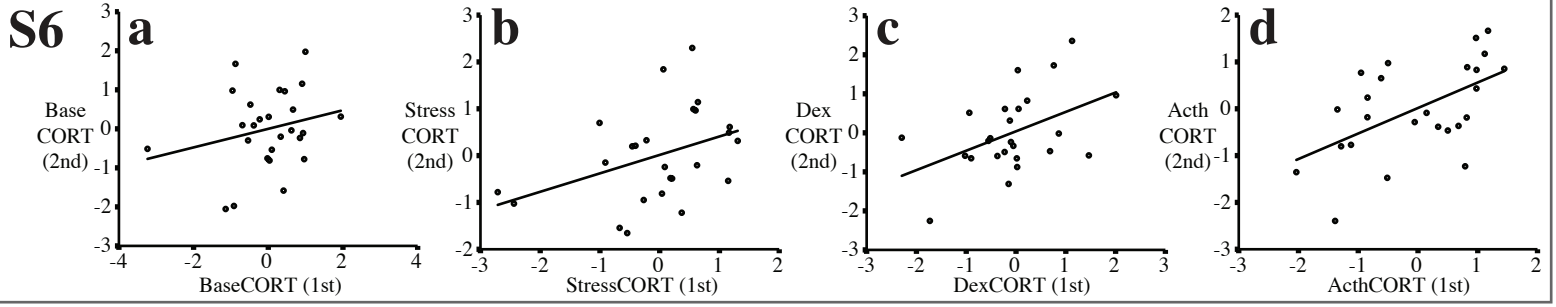 S6
a
3
2
1
0
-1
-2
-3
Base
CORT
(2nd)
-4 -2 0 2 4
BaseCORT (1st)
b
3
2
1
0
-1
-2
Stress
CORT
(2nd)
-3 -2 -1 0 1 2
StressCORT (1st)
c
3
2
1
0
-1
-2
-3
Dex
CORT
(2nd)
-3 -2 -1 0 1 2 3
DexCORT (1st)
d
2
1
0
-1
-2
-3
Acth
CORT
(2nd)
-3 -2 -1 0 1 2
ActhCORT (1st)